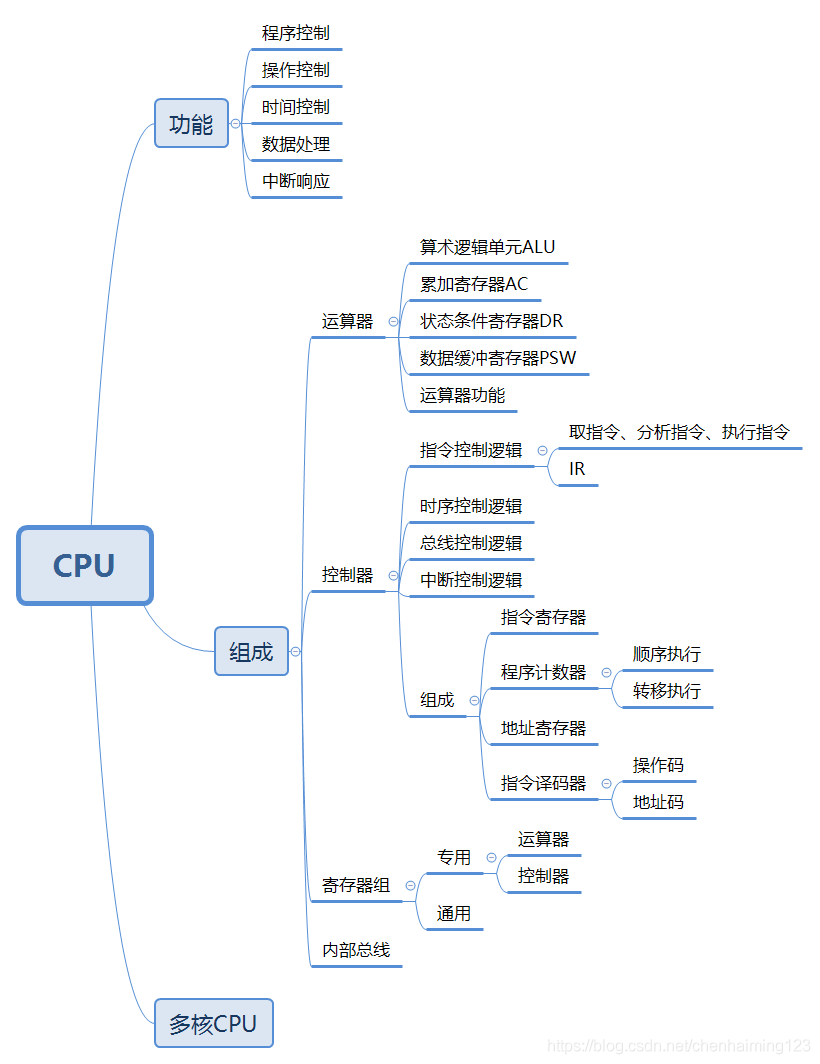 程序控制
操作控制
功能
时间控制
数据处理
中断响应
算术逻辑单元ALU
累加寄存器AC
运算器
状态条件寄存器DR
数据缓冲寄存器PSW
运算器功能
取指令、分析指令、执行指令
指令控制逻辑
IR
时序控制逻辑
总线控制逻辑
CPU
控制器
中断控制逻辑
指令寄存器
组成
顺序执行
程序计数器
转移执行
组成
地址寄存器
操作码
指令译码器
地址码
运算器
专用
控制器
寄存器组
通用
内部总线
多核CPU
https://blog.csdn.net/chenhaiming123